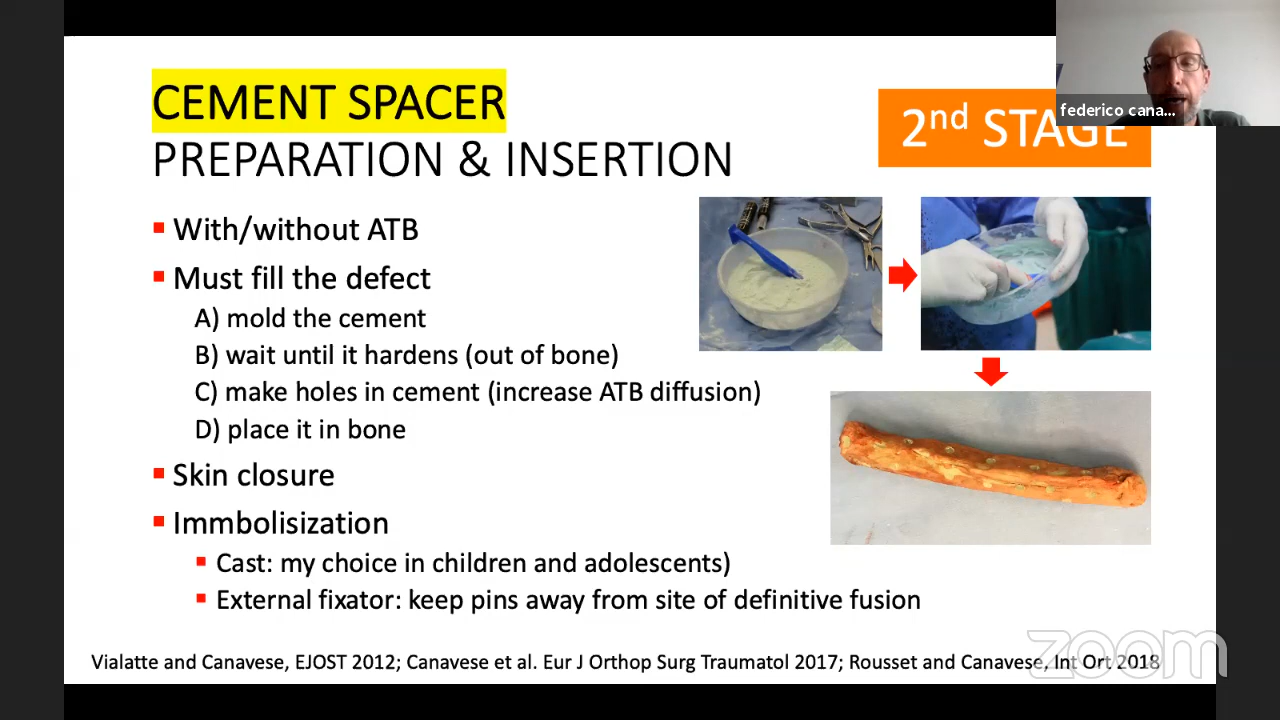 CEMENT SPACER
PREPARATION & INSERTION
2nd STAGE
federico cana...
With/without ATB
Must fill the defect
A) mold the cement
B) wait until it hardens (out of bone)
C) make holes in cement (increase ATB diffusion)
D) place it in bone
Skin closure
Immbolisization
Cast: my choice in children and adolescents)
External fixator: keep pins away from site of definitive fusion
Vialatte and Canavese, EJOST 2012; Canavese et al. Eur J Orthop Surg Traumatol 2017; Rousset and Canavese, Int Ort 2018
zoom